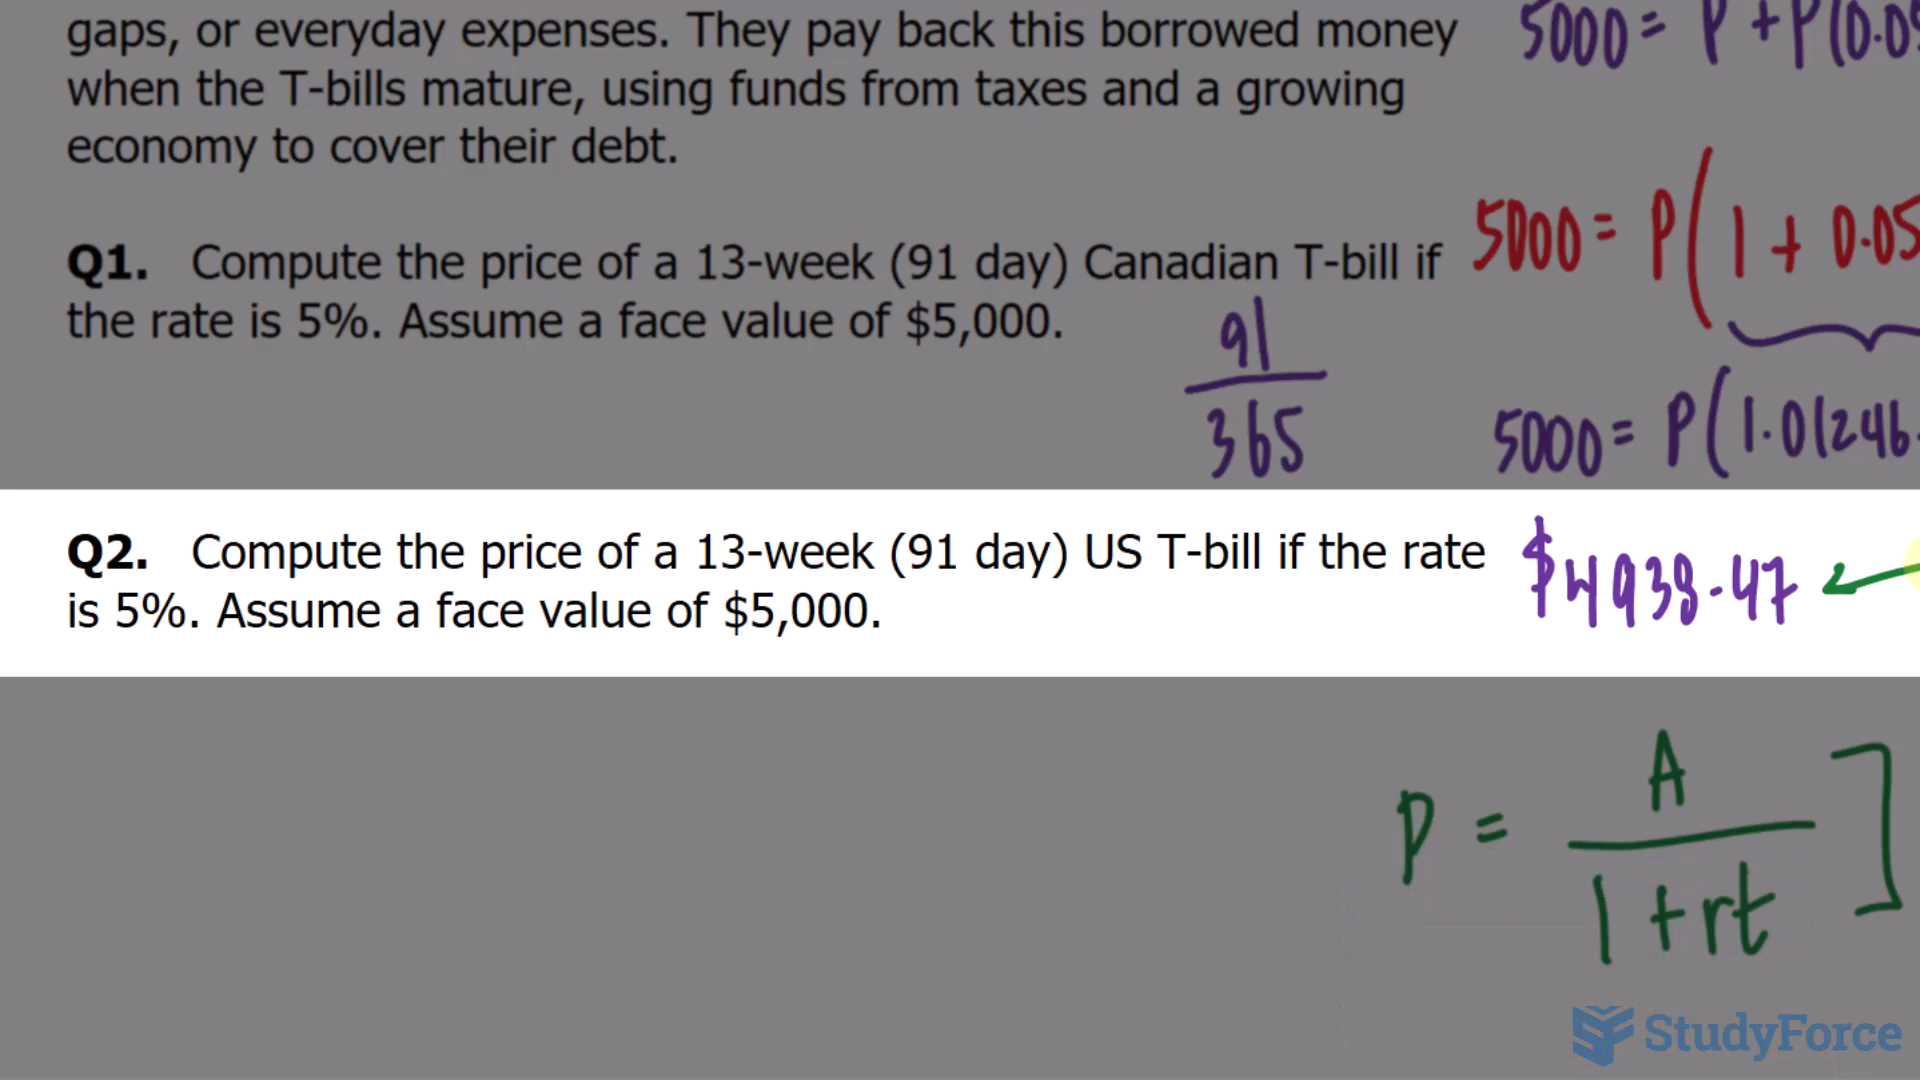 gaps, or everyday expenses. They pay back this borrowed money
when the T-bills mature, using funds from taxes and a growing
economy to cover their debt.
5000 = P + P(0.05
5000 = P(1 + 0.05
Q1. Compute the price of a 13-week (91 day) Canadian T-bill if
the rate is 5%. Assume a face value of $5,000.
91
365
5000 = P(1.01246
Q2. Compute the price of a 13-week (91 day) US T-bill if the rate
is 5%. Assume a face value of $5,000.
$4938.47
P = A
1 + rt
StudyForce